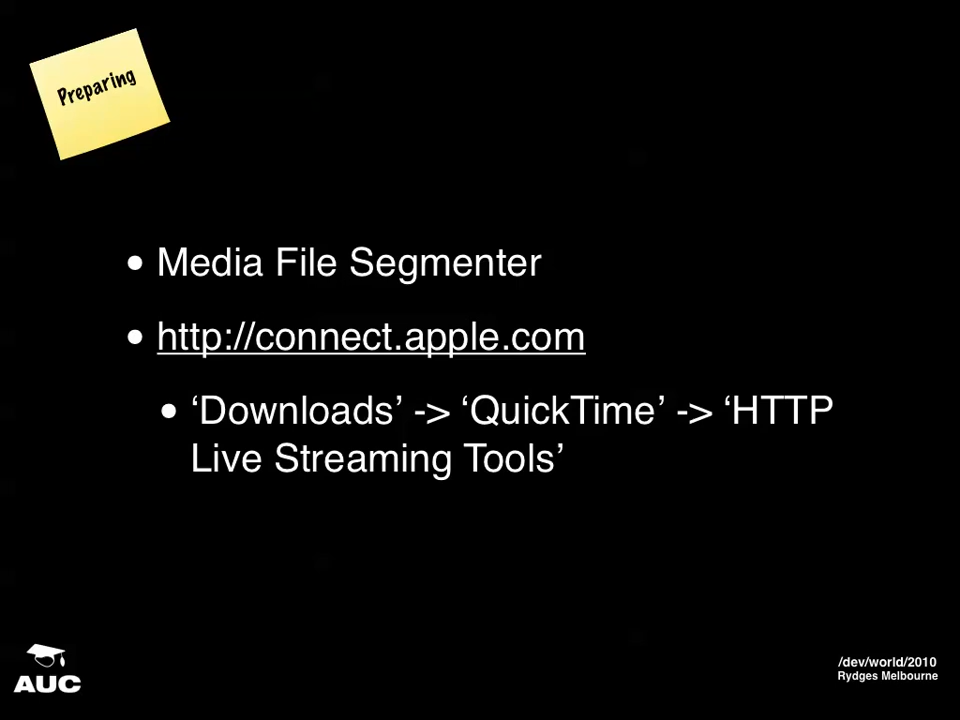 Preparing
• Media File Segmenter
• http://connect.apple.com
• ‘Downloads’ -> ‘QuickTime’ -> ‘HTTP
Live Streaming Tools’
AUC
/dev/world/2010
Rydges Melbourne